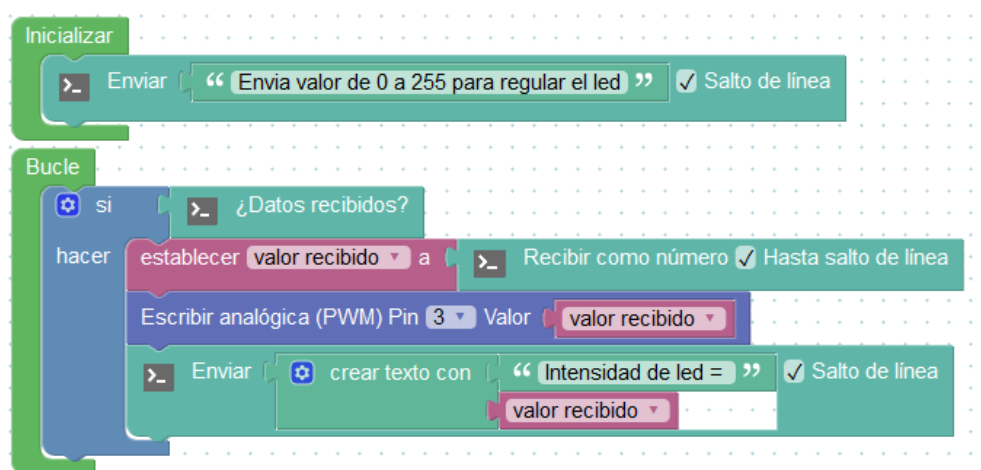 Inicializar
>_ Enviar “ Envia valor de 0 a 255 para regular el led ” ✓ Salto de línea
Bucle
si >_ ¿Datos recibidos?
hacer establecer valor recibido ▼ a >_ Recibir como número ✓ Hasta salto de línea
Escribir analógica (PWM) Pin 3 ▼ Valor valor recibido ▼
>_ Enviar crear texto con “ Intensidad de led = ” ✓ Salto de línea
valor recibido ▼